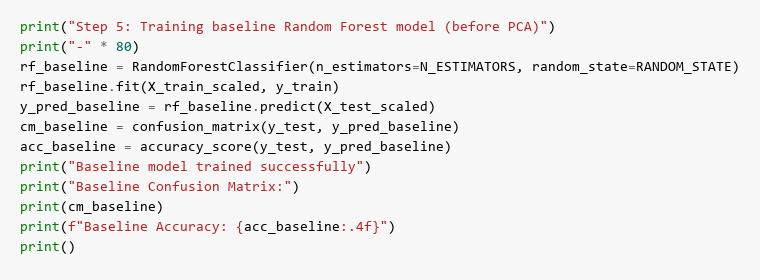 print("Step 5: Training baseline Random Forest model (before PCA)")
print("-" * 80)
rf_baseline = RandomForestClassifier(n_estimators=N_ESTIMATORS, random_state=RANDOM_STATE)
rf_baseline.fit(X_train_scaled, y_train)
y_pred_baseline = rf_baseline.predict(X_test_scaled)
cm_baseline = confusion_matrix(y_test, y_pred_baseline)
acc_baseline = accuracy_score(y_test, y_pred_baseline)
print("Baseline model trained successfully")
print("Baseline Confusion Matrix:")
print(cm_baseline)
print(f"Baseline Accuracy: {acc_baseline:.4f}")
print()